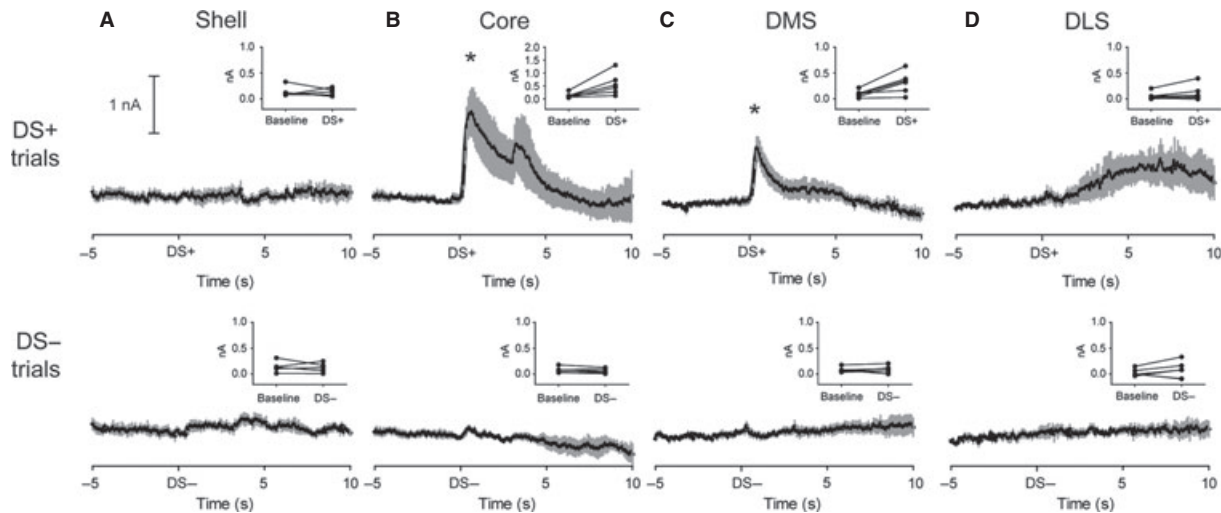 A Shell B Core C DMS D DLS
DS+ trials
1 nA
nA 1.0 0.5 0.0 Baseline DS+
nA 2.0 1.5 1.0 0.5 0.0 Baseline DS+
nA 1.0 0.5 0.0 Baseline DS+
nA 1.0 0.5 0.0 Baseline DS+
* *
–5 DS+ 5 10 –5 DS+ 5 10 –5 DS+ 5 10 –5 DS+ 5 10
Time (s) Time (s) Time (s) Time (s)
DS– trials
nA 1.0 0.5 0.0 Baseline DS–
nA 1.0 0.5 0.0 Baseline DS–
nA 1.0 0.5 0.0 Baseline DS–
nA 1.0 0.5 0.0 Baseline DS–
–5 DS– 5 10 –5 DS– 5 10 –5 DS– 5 10 –5 DS– 5 10
Time (s) Time (s) Time (s) Time (s)